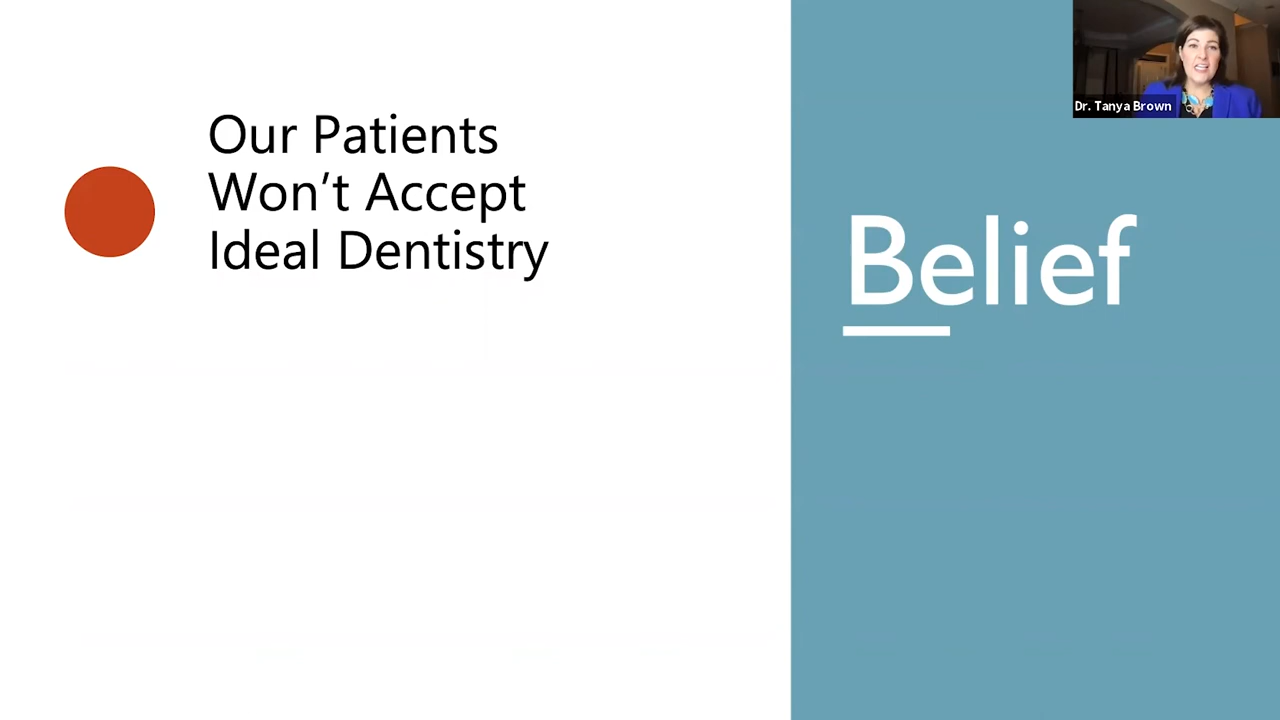 Our Patients
Won’t Accept
Ideal Dentistry
Belief
Dr. Tanya Brown